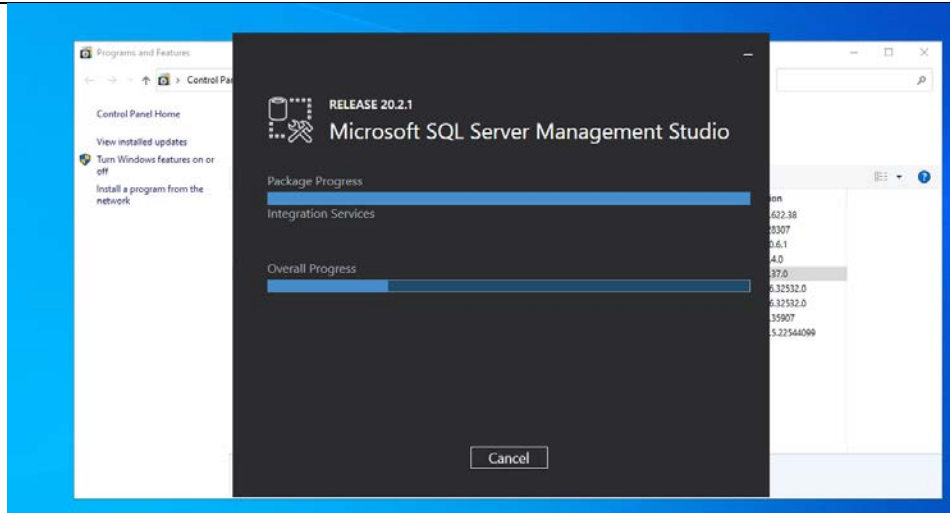 Programs and Features
Control Pa
Control Panel Home
View installed updates
Turn Windows features on or
off
Install a program from the
network
RELEASE 20.2.1
Microsoft SQL Server Management Studio
Package Progress
Integration Services
Overall Progress
Cancel
ion
.622.38
28307
0.6.1
.4.0
.37.0
6.32532.0
6.32532.0
.35907
.5.22544099